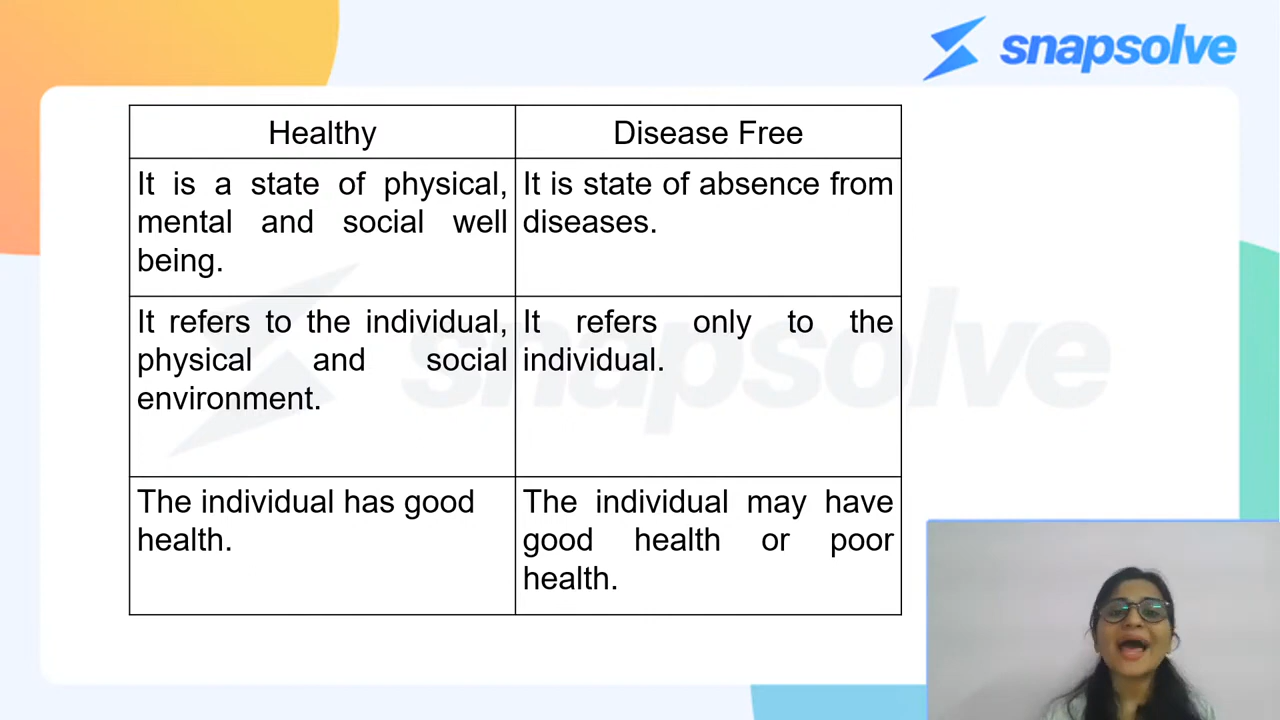 snapsolve
Healthy
Disease Free
It is a state of physical,
mental and social well
being.
It is state of absence from
diseases.
It refers to the individual,
physical and social
environment.
It refers only to the
individual.
The individual has good
health.
The individual may have
good health or poor
health.
snapsolve